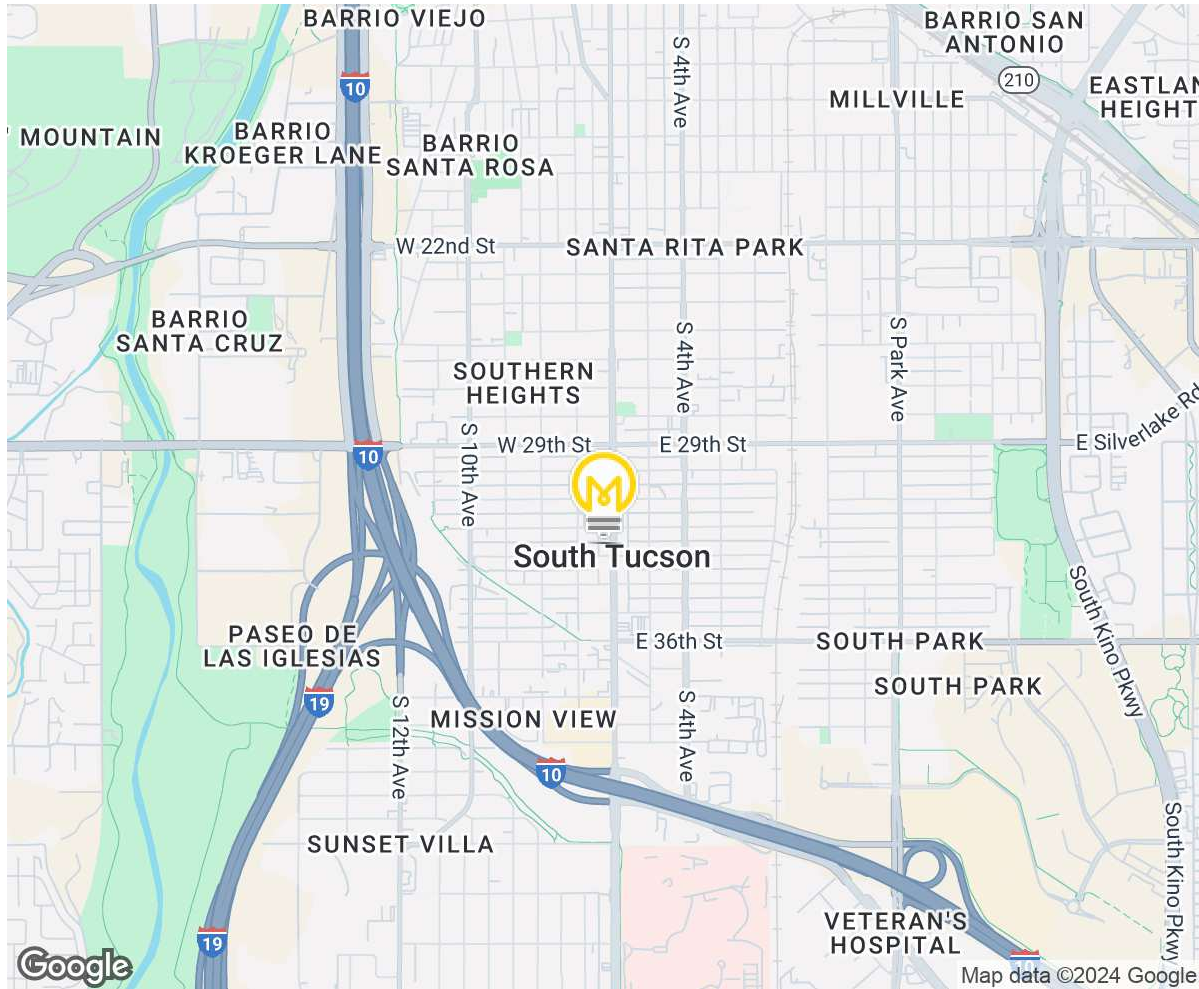 BARRIO VIEJO
10
S 4th Ave
BARRIO SAN
ANTONIO
210
EASTLAN
HEIGHT
MILLVILLE
' MOUNTAIN
BARRIO
KROEGER LANE
BARRIO
SANTA ROSA
W 22nd St
SANTA RITA PARK
BARRIO
SANTA CRUZ
SOUTHERN
HEIGHTS
S 4th Ave
S Park Ave
W 29th St
E 29th St
E Silverlake Rd
10
S 10th Ave
M
South Tucson
South Kino Pkwy
PASEO DE
LAS IGLESIAS
E 36th St
SOUTH PARK
SOUTH PARK
19
S 12th Ave
MISSION VIEW
S 4th Ave
10
SUNSET VILLA
South Kino Pkwy
VETERAN'S
HOSPITAL
19
10
Google
Map data ©2024 Google